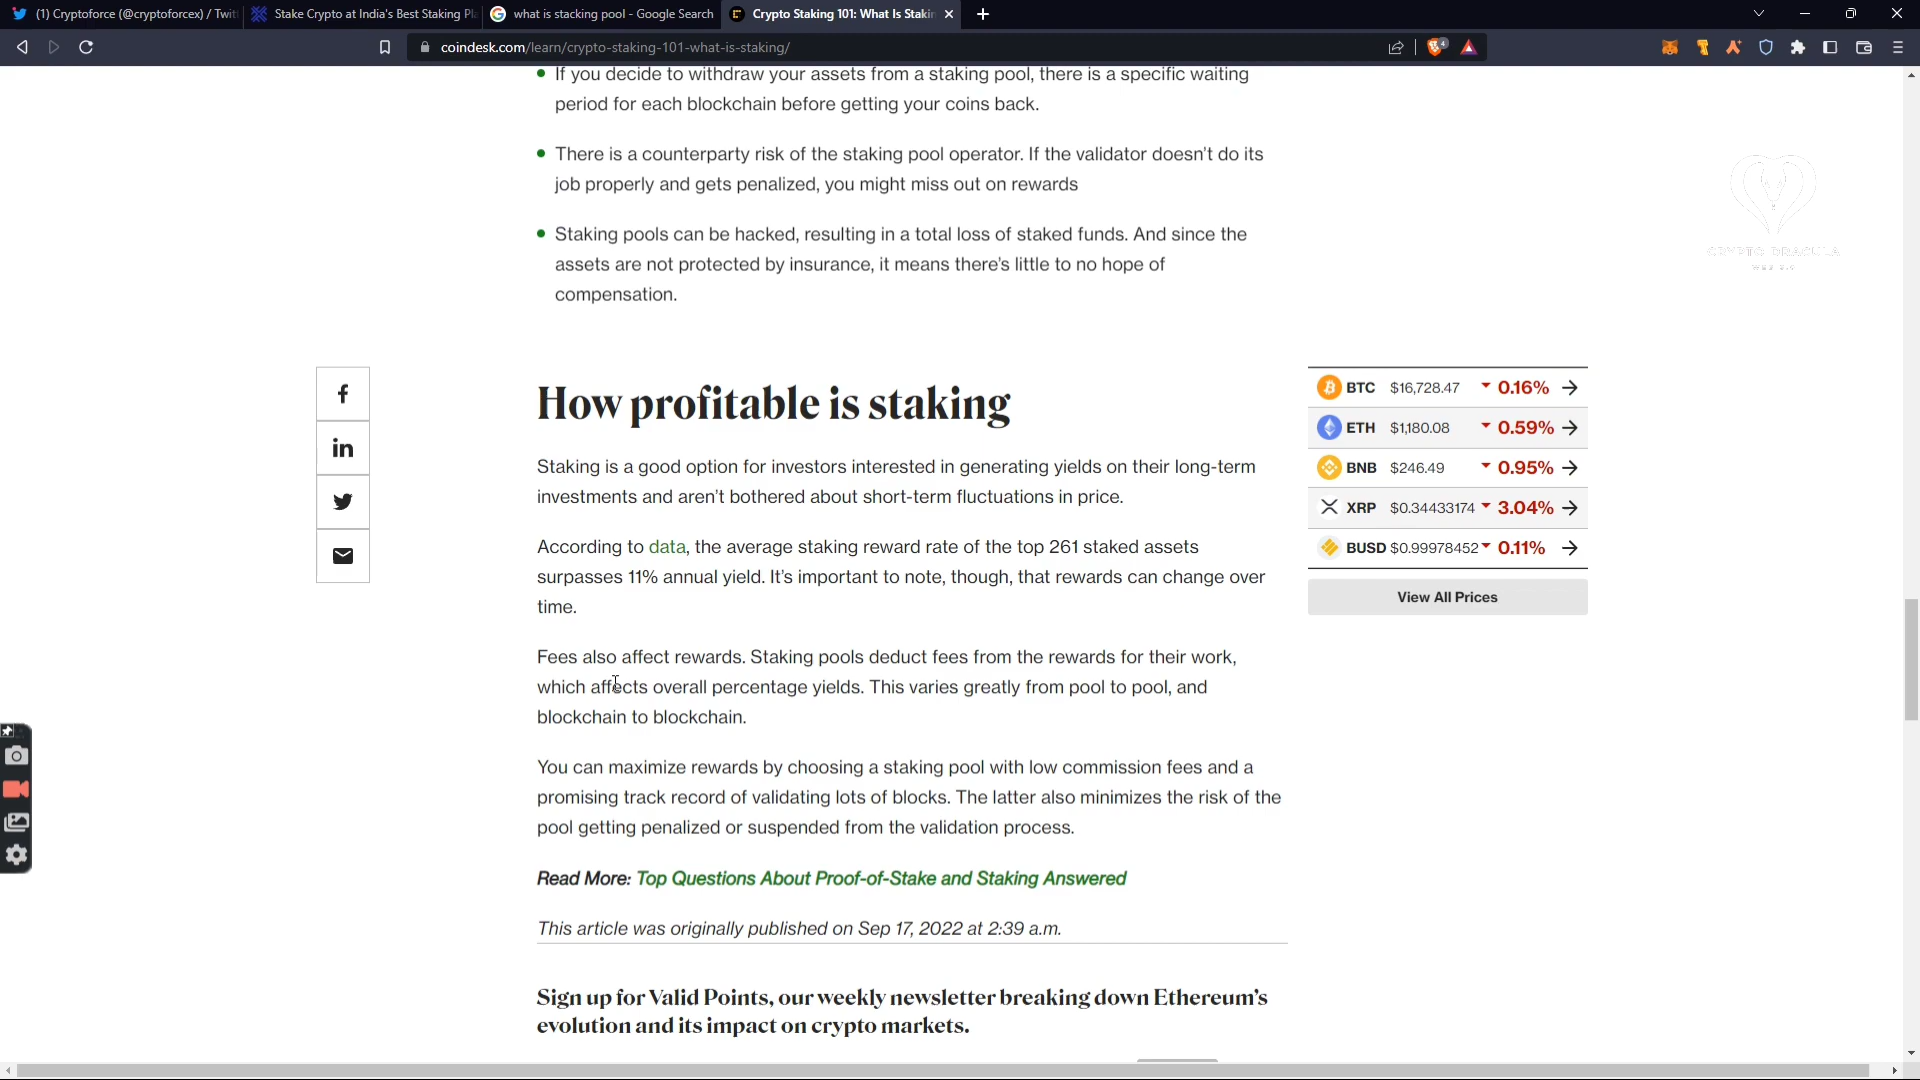 (1) Cryptoforce (@cryptoforcex) / Twit
Stake Crypto at India's Best Staking Pl
what is stacking pool - Google Search
Crypto Staking 101: What Is Stakin
coindesk.com/learn/crypto-staking-101-what-is-staking/
4
If you decide to withdraw your assets from a staking pool, there is a specific waiting
period for each blockchain before getting your coins back.
There is a counterparty risk of the staking pool operator. If the validator doesn't do its
job properly and gets penalized, you might miss out on rewards
Staking pools can be hacked, resulting in a total loss of staked funds. And since the
assets are not protected by insurance, it means there's little to no hope of
compensation.
CRYPTO DRACULA
How profitable is staking
Staking is a good option for investors interested in generating yields on their long-term
investments and aren't bothered about short-term fluctuations in price.
According to data, the average staking reward rate of the top 261 staked assets
surpasses 11% annual yield. It's important to note, though, that rewards can change over
time.
Fees also affect rewards. Staking pools deduct fees from the rewards for their work,
which affects overall percentage yields. This varies greatly from pool to pool, and
blockchain to blockchain.
You can maximize rewards by choosing a staking pool with low commission fees and a
promising track record of validating lots of blocks. The latter also minimizes the risk of the
pool getting penalized or suspended from the validation process.
Read More: Top Questions About Proof-of-Stake and Staking Answered
This article was originally published on Sep 17, 2022 at 2:39 a.m.
Sign up for Valid Points, our weekly newsletter breaking down Ethereum's
evolution and its impact on crypto markets.
BTC $16,728.47 0.16%
ETH $1,180.08 0.59%
BNB $246.49 0.95%
XRP $0.34433174 3.04%
BUSD $0.99978452 0.11%
View All Prices